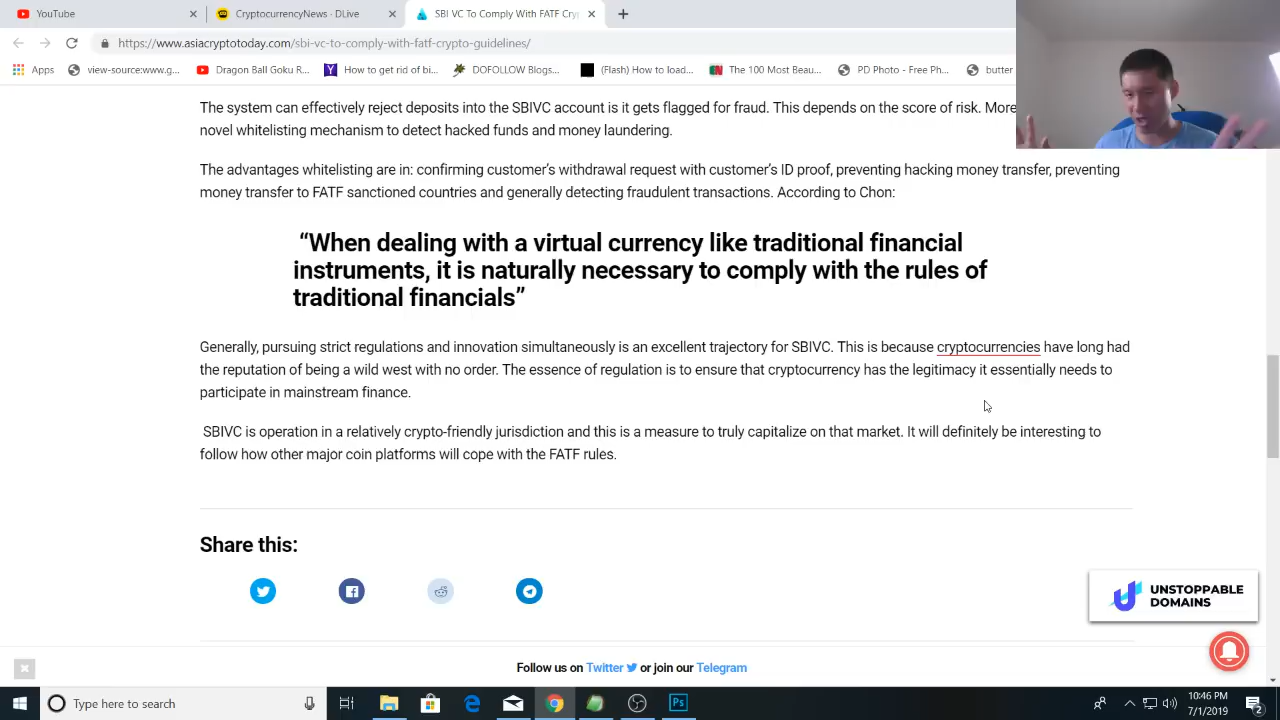 YouTube
CryptocurrencyNews - DLive
SBI VC To Comply With FATF Cry
https://www.asiacryptotoday.com/sbi-vc-to-comply-with-fatf-crypto-guidelines/
Apps
view-source:www.g...
Dragon Ball Goku R...
How to get rid of bi...
DOFOLLOW Blogs...
(Flash) How to load...
The 100 Most Beau...
PD Photo - Free Ph...
butter
The system can effectively reject deposits into the SBIVC account is it gets flagged for fraud. This depends on the score of risk. More
novel whitelisting mechanism to detect hacked funds and money laundering.
The advantages whitelisting are in: confirming customer's withdrawal request with customer's ID proof, preventing hacking money transfer, preventing
money transfer to FATF sanctioned countries and generally detecting fraudulent transactions. According to Chon:
“When dealing with a virtual currency like traditional financial
instruments, it is naturally necessary to comply with the rules of
traditional financials”
Generally, pursuing strict regulations and innovation simultaneously is an excellent trajectory for SBIVC. This is because cryptocurrencies have long had
the reputation of being a wild west with no order. The essence of regulation is to ensure that cryptocurrency has the legitimacy it essentially needs to
participate in mainstream finance.
SBIVC is operation in a relatively crypto-friendly jurisdiction and this is a measure to truly capitalize on that market. It will definitely be interesting to
follow how other major coin platforms will cope with the FATF rules.
Share this:
UNSTOPPABLE
DOMAINS
Follow us on Twitter or join our Telegram
Type here to search
Ps
10:46 PM
7/1/2019
2